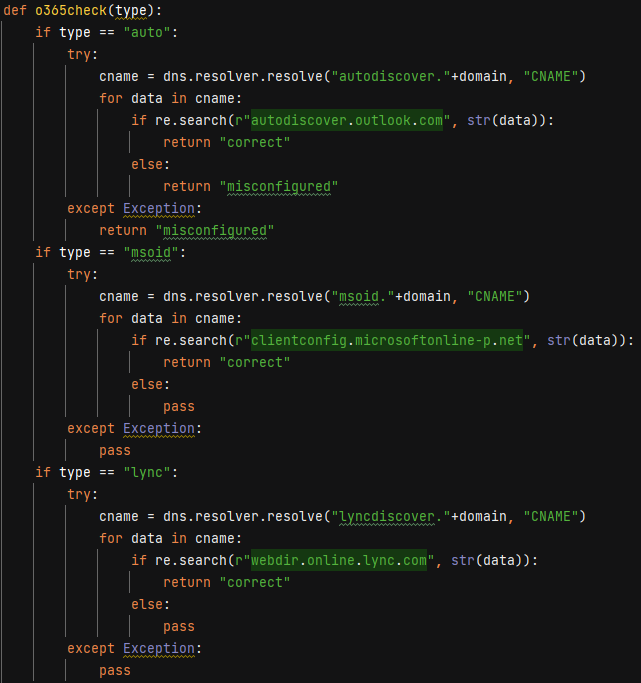 def o365check(type):
    if type == "auto":
        try:
            cname = dns.resolver.resolve("autodiscover."+domain, "CNAME")
            for data in cname:
                if re.search(r"autodiscover.outlook.com", str(data)):
                    return "correct"
                else:
                    return "misconfigured"
        except Exception:
            return "misconfigured"
    if type == "msoid":
        try:
            cname = dns.resolver.resolve("msoid."+domain, "CNAME")
            for data in cname:
                if re.search(r"clientconfig.microsoftonline-p.net", str(data)):
                    return "correct"
                else:
                    pass
        except Exception:
            pass
    if type == "lync":
        try:
            cname = dns.resolver.resolve("lyncdiscover."+domain, "CNAME")
            for data in cname:
                if re.search(r"webdir.online.lync.com", str(data)):
                    return "correct"
                else:
                    pass
        except Exception:
            pass